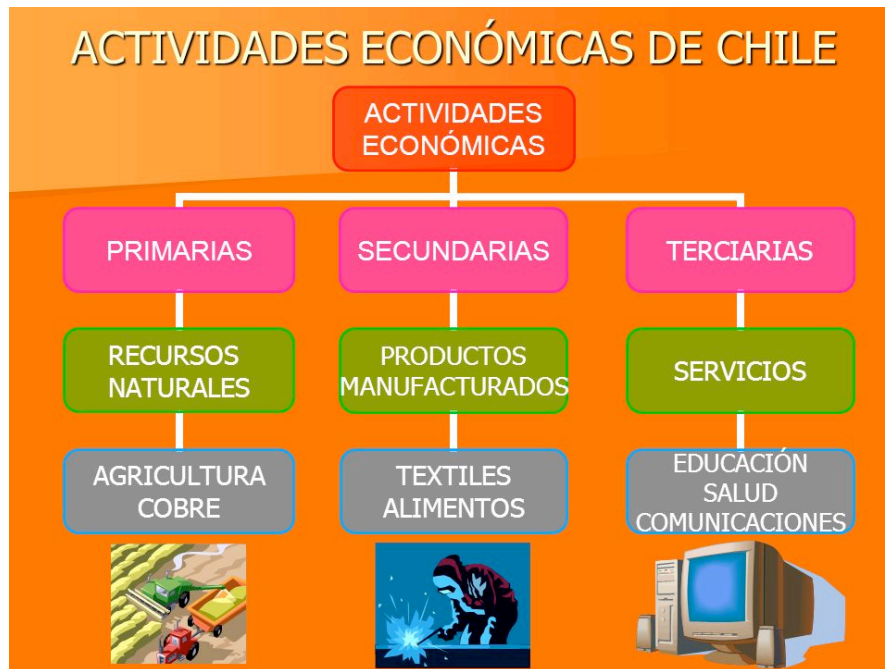 ACTIVIDADES ECONÓMICAS DE CHILE
ACTIVIDADES
ECONÓMICAS
PRIMARIAS
SECUNDARIAS
TERCIARIAS
RECURSOS
NATURALES
PRODUCTOS
MANUFACTURADOS
SERVICIOS
AGRICULTURA
COBRE
TEXTILES
ALIMENTOS
EDUCACIÓN
SALUD
COMUNICACIONES